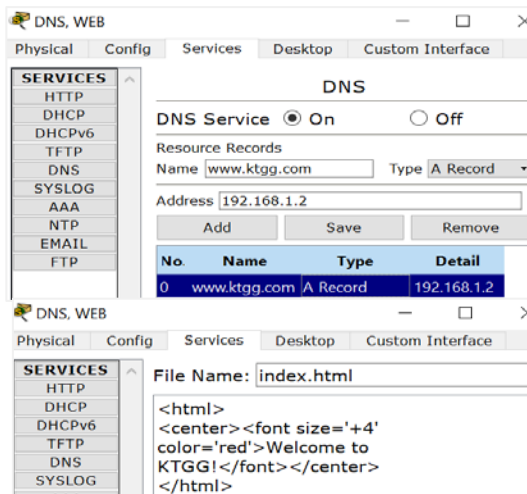 DNS, WEB
Physical Config Services Desktop Custom Interface
SERVICES
HTTP
DHCP
DHCPv6
TFTP
DNS
SYSLOG
AAA
NTP
EMAIL
FTP
DNS
DNS Service On Off
Resource Records
Name www.ktgg.com Type A Record
Address 192.168.1.2
Add Save Remove
No. Name Type Detail
0 www.ktgg.com A Record 192.168.1.2
DNS, WEB
Physical Config Services Desktop Custom Interface
SERVICES
HTTP
DHCP
DHCPv6
TFTP
DNS
SYSLOG
File Name: index.html
<html>
<center><font size='+4'
color='red'>Welcome to
KTGG!</font></center>
</html>